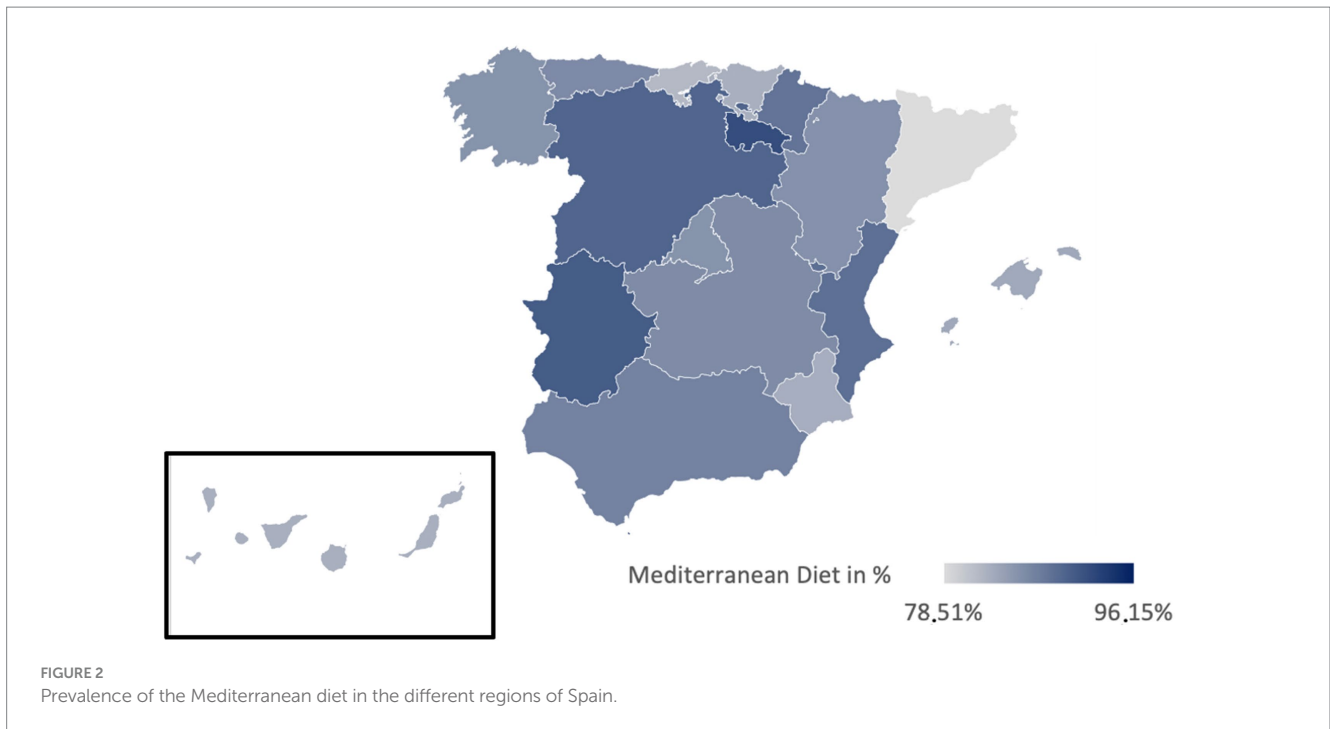 Mediterranean Diet in %
78.51%
96.15%
FIGURE 2
Prevalence of the Mediterranean diet in the different regions of Spain.